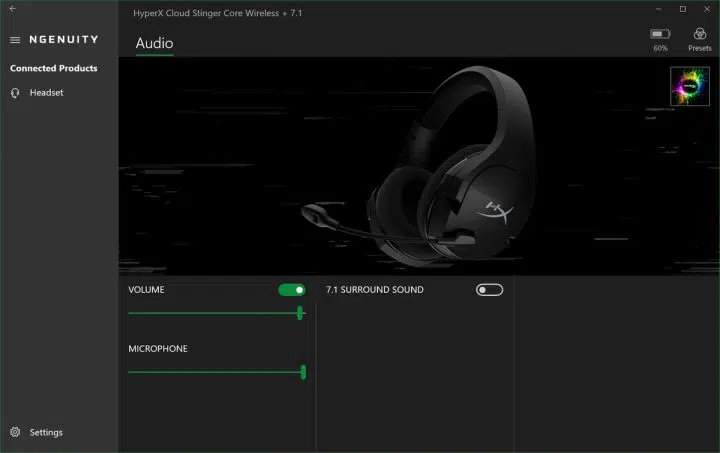 HyperX Cloud Stinger Core Wireless + 7.1
NGENUITY
Audio
60%
Presets
Connected Products
Headset
HX
VOLUME
7.1 SURROUND SOUND
MICROPHONE
Settings